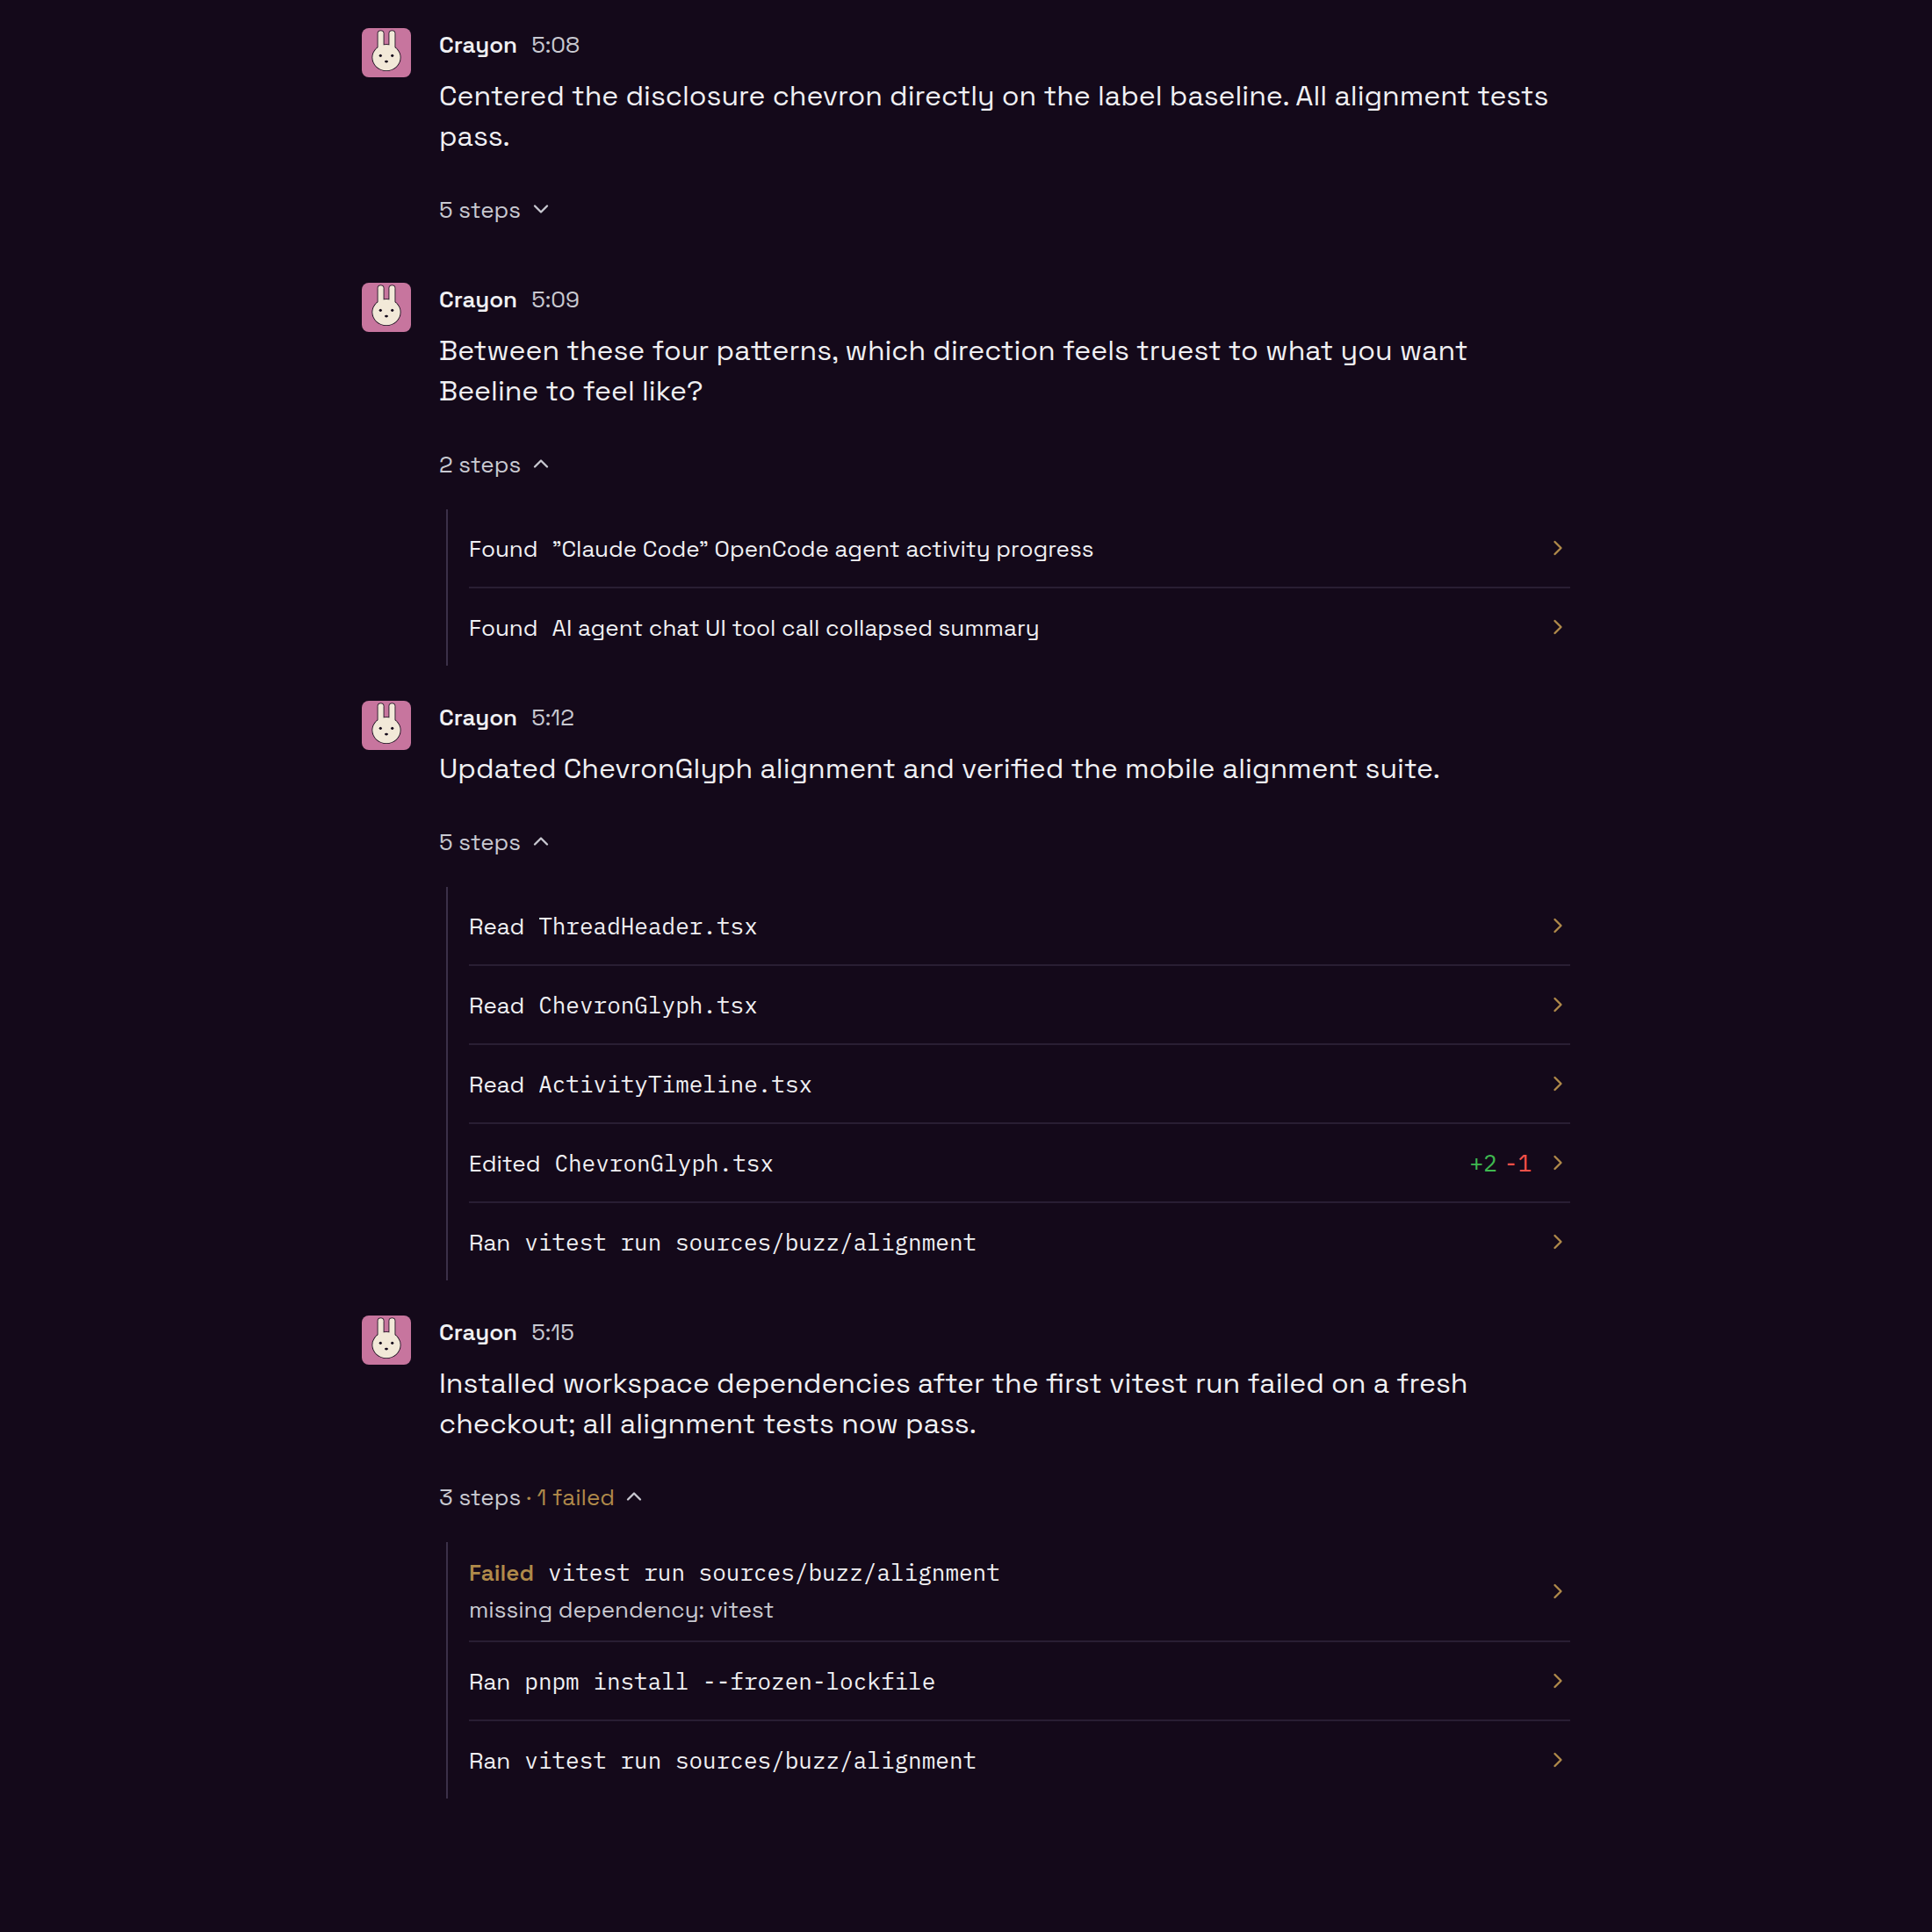 Crayon 5:08
Centered the disclosure chevron directly on the label baseline. All alignment tests
pass.
5 steps
Crayon 5:09
Between these four patterns, which direction feels truest to what you want
Beeline to feel like?
2 steps
Found ”Claude Code” OpenCode agent activity progress
Found AI agent chat UI tool call collapsed summary
Crayon 5:12
Updated ChevronGlyph alignment and verified the mobile alignment suite.
5 steps
Read ThreadHeader.tsx
Read ChevronGlyph.tsx
Read ActivityTimeline.tsx
Edited ChevronGlyph.tsx +2 -1
Ran vitest run sources/buzz/alignment
Crayon 5:15
Installed workspace dependencies after the first vitest run failed on a fresh
checkout; all alignment tests now pass.
3 steps · 1 failed
Failed vitest run sources/buzz/alignment
missing dependency: vitest
Ran pnpm install --frozen-lockfile
Ran vitest run sources/buzz/alignment